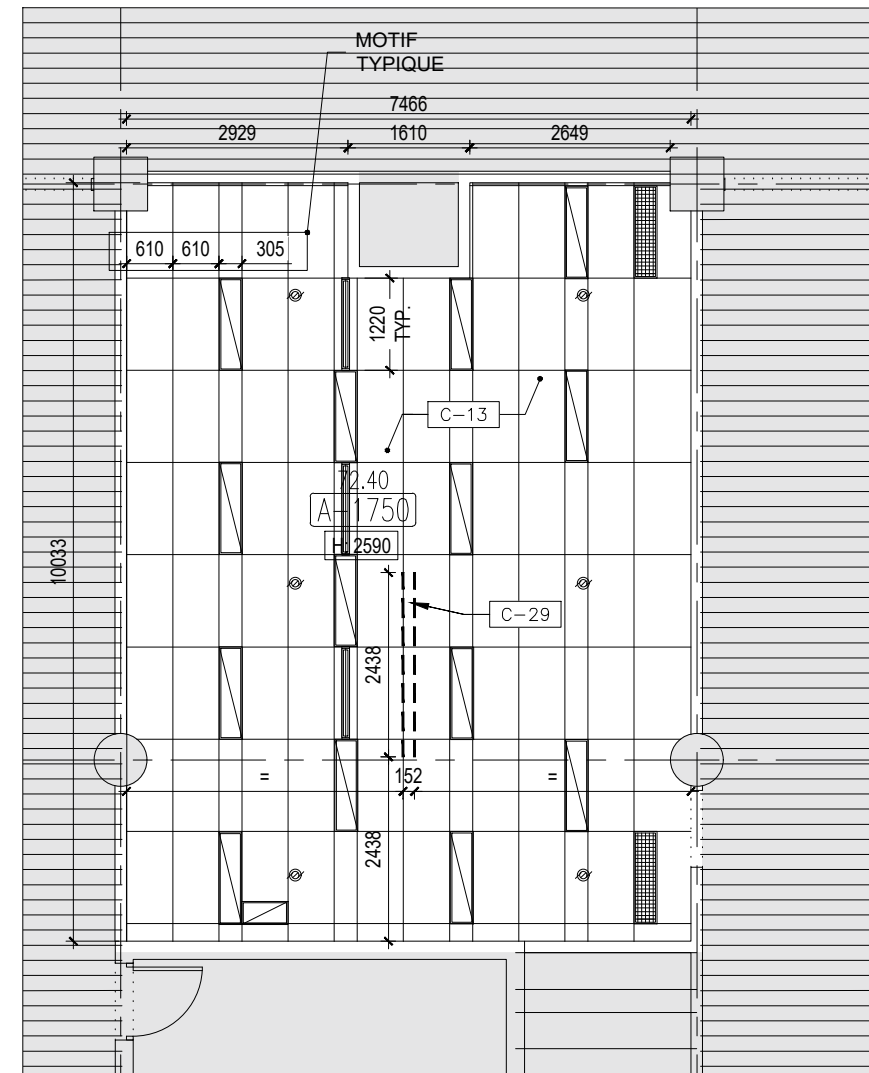 MOTIF
TYPIQUE
7466
2929 1610 2649
610 610 305
1220
TYP.
C-13
72.40
A-1750
H: 2590
10033
C-29
2438
= 152 =
2438